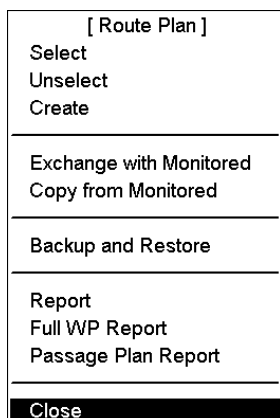 [ Route Plan ]
Select
Unselect
Create
Exchange with Monitored
Copy from Monitored
Backup and Restore
Report
Full WP Report
Passage Plan Report
Close